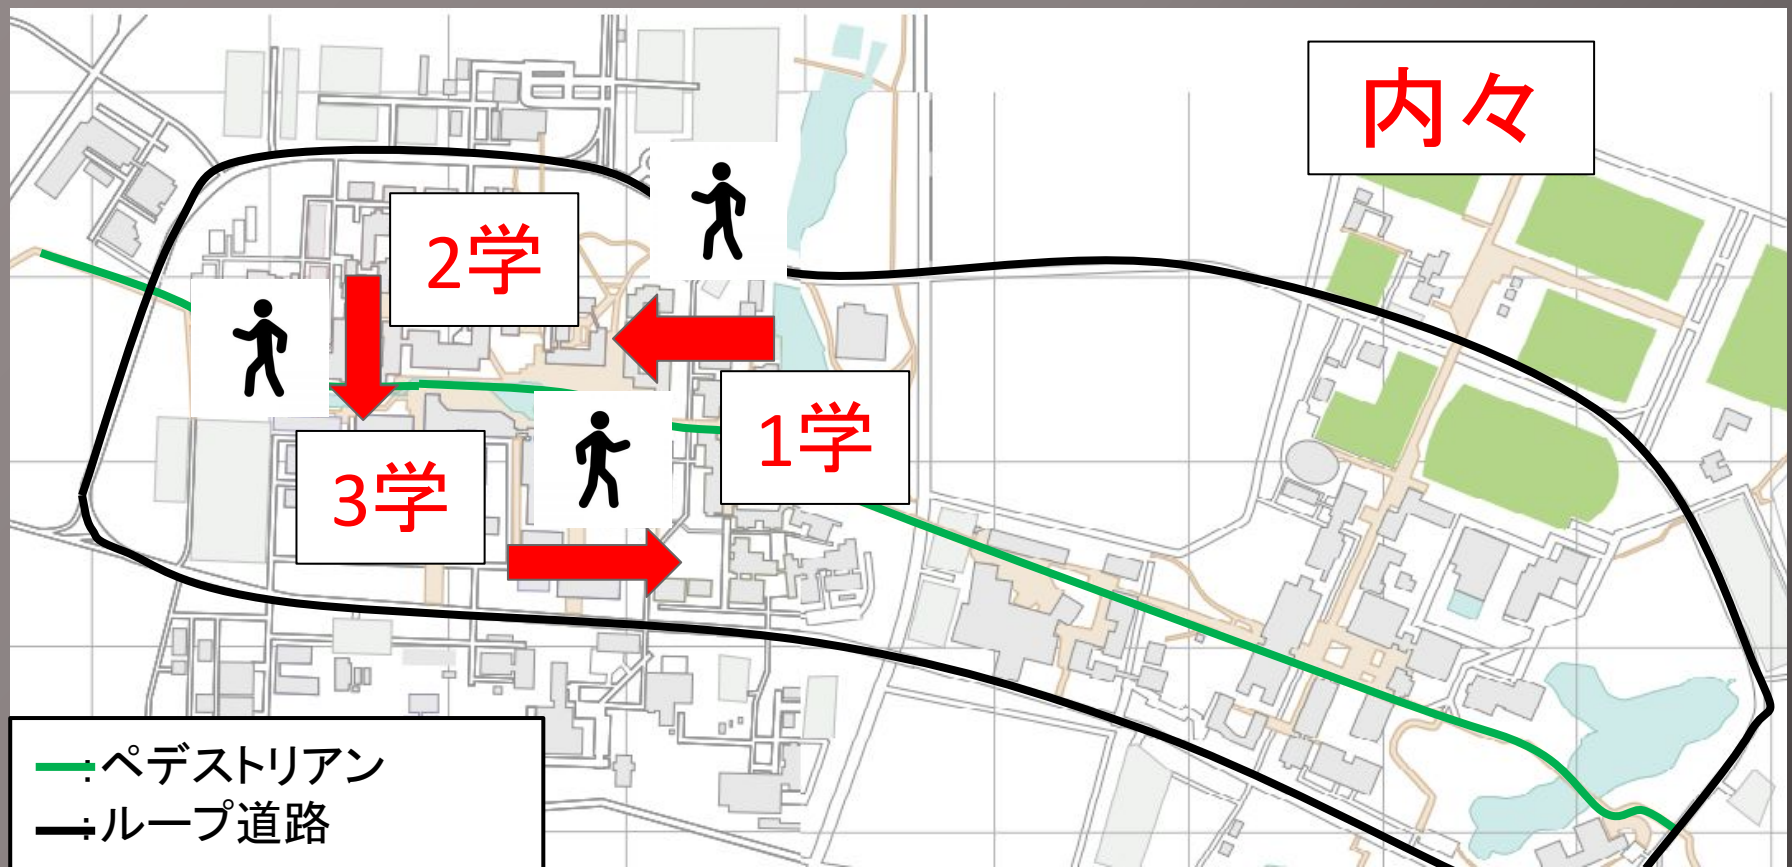 内々
2学
1学
3学
:ペデストリアン
:ループ道路